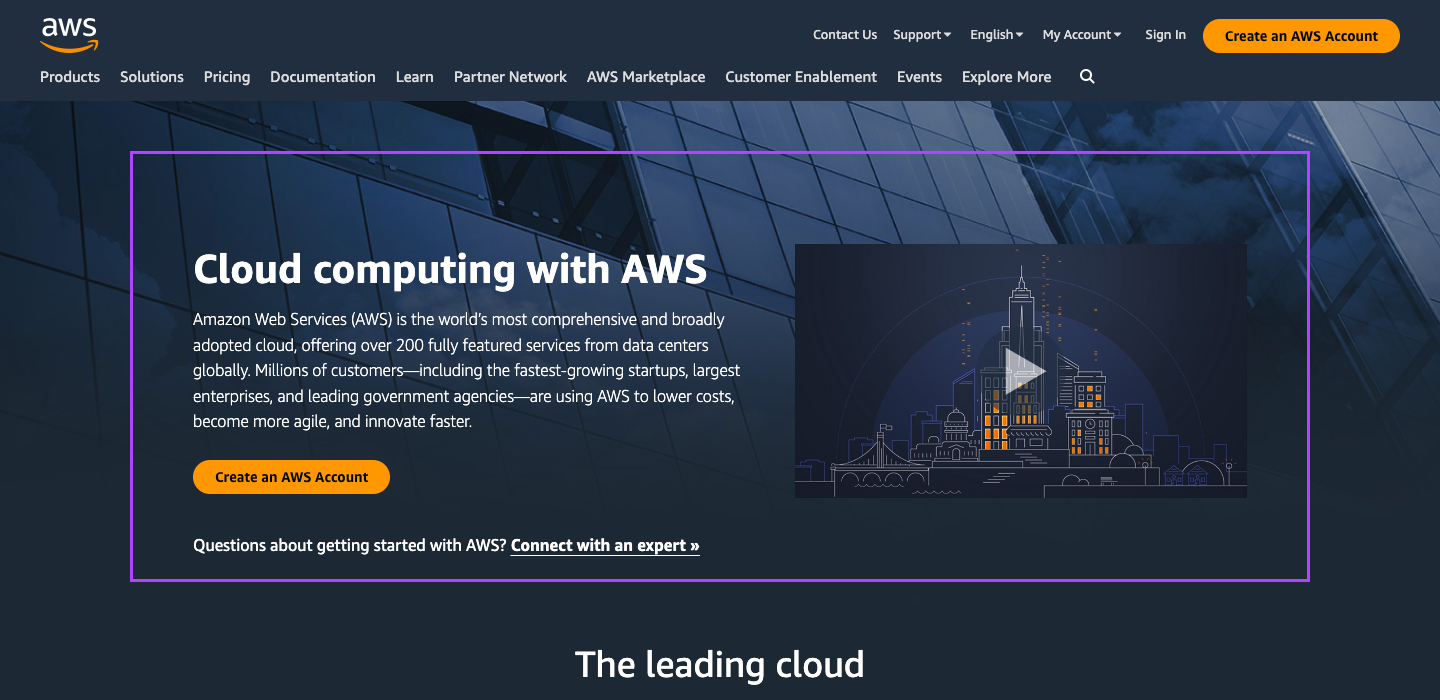 aws
Contact Us Support English My Account Sign In Create an AWS Account
Products Solutions Pricing Documentation Learn Partner Network AWS Marketplace Customer Enablement Events Explore More
Cloud computing with AWS
Amazon Web Services (AWS) is the world’s most comprehensive and broadly
adopted cloud, offering over 200 fully featured services from data centers
globally. Millions of customers—including the fastest-growing startups, largest
enterprises, and leading government agencies—are using AWS to lower costs,
become more agile, and innovate faster.
Create an AWS Account
Questions about getting started with AWS? Connect with an expert »
The leading cloud